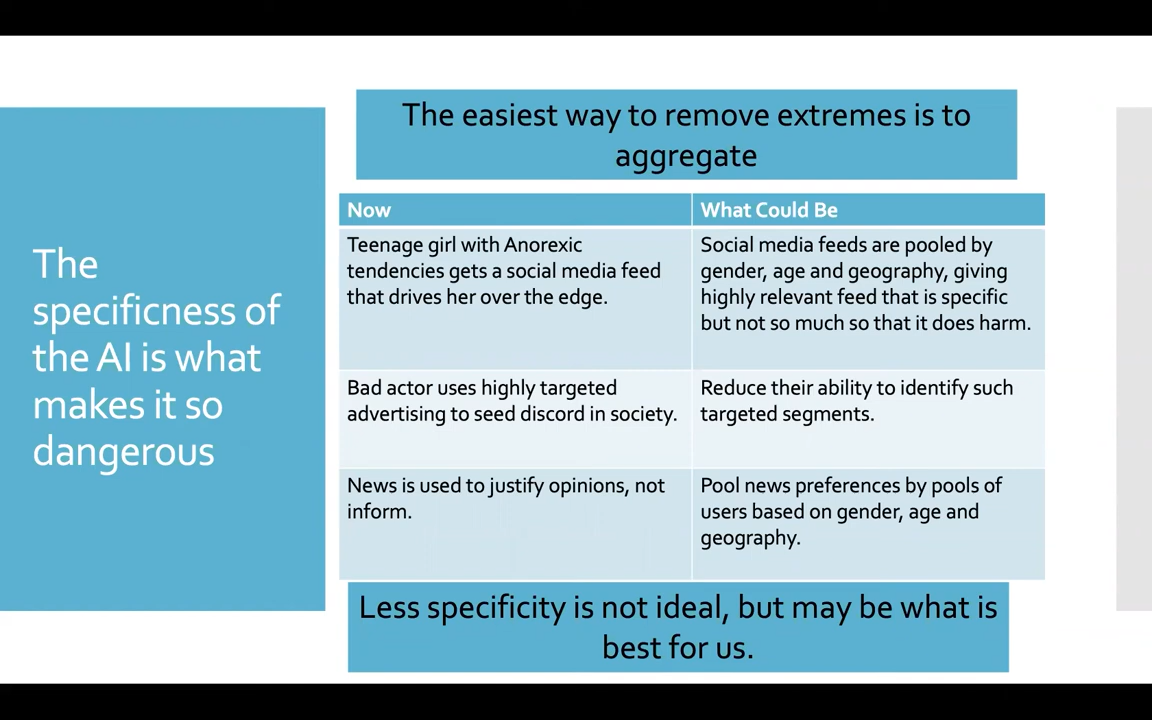 The
specificness of
the AI is what
makes it so
dangerous
The easiest way to remove extremes is to
aggregate
Now
What Could Be
Teenage girl with Anorexic
tendencies gets a social media feed
that drives her over the edge.
Social media feeds are pooled by
gender, age and geography, giving
highly relevant feed that is specific
but not so much so that it does harm.
Bad actor uses highly targeted
advertising to seed discord in society.
Reduce their ability to identify such
targeted segments.
News is used to justify opinions, not
inform.
Pool news preferences by pools of
users based on gender, age and
geography.
Less specificity is not ideal, but may be what is
best for us.